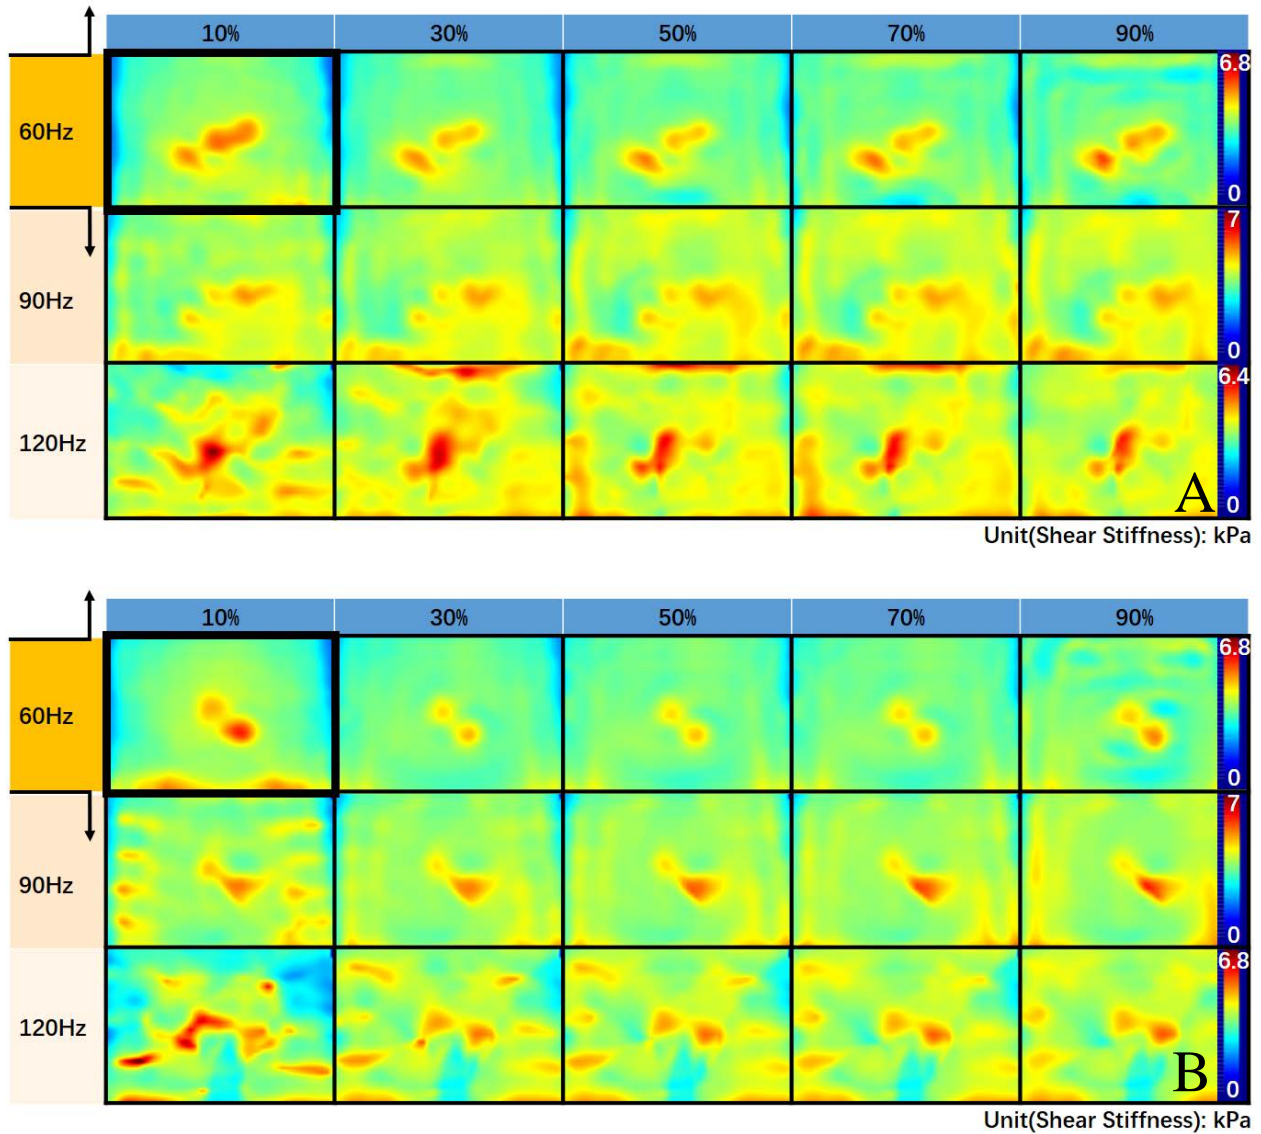 10% 30% 50% 70% 90%
60Hz 6.8
0
90Hz 7
0
120Hz 6.4
A 0
Unit(Shear Stiffness): kPa
10% 30% 50% 70% 90%
60Hz 6.8
0
90Hz 7
0
120Hz 6.8
B 0
Unit(Shear Stiffness): kPa